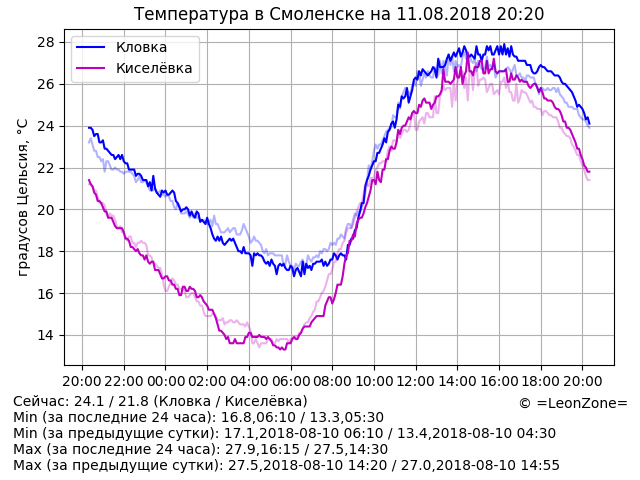 Температура в Смоленске на 11.08.2018 20:20
Кловка
Киселёвка
градусов Цельсия, °C
28
26
24
22
20
18
16
14
20:00 22:00 00:00 02:00 04:00 06:00 08:00 10:00 12:00 14:00 16:00 18:00 20:00
Сейчас: 24.1 / 21.8 (Кловка / Киселёвка)
© =LeonZone=
Min (за последние 24 часа): 16.8,06:10 / 13.3,05:30
Min (за предыдущие сутки): 17.1,2018-08-10 06:10 / 13.4,2018-08-10 04:30
Max (за последние 24 часа): 27.9,16:15 / 27.5,14:30
Max (за предыдущие сутки): 27.5,2018-08-10 14:20 / 27.0,2018-08-10 14:55